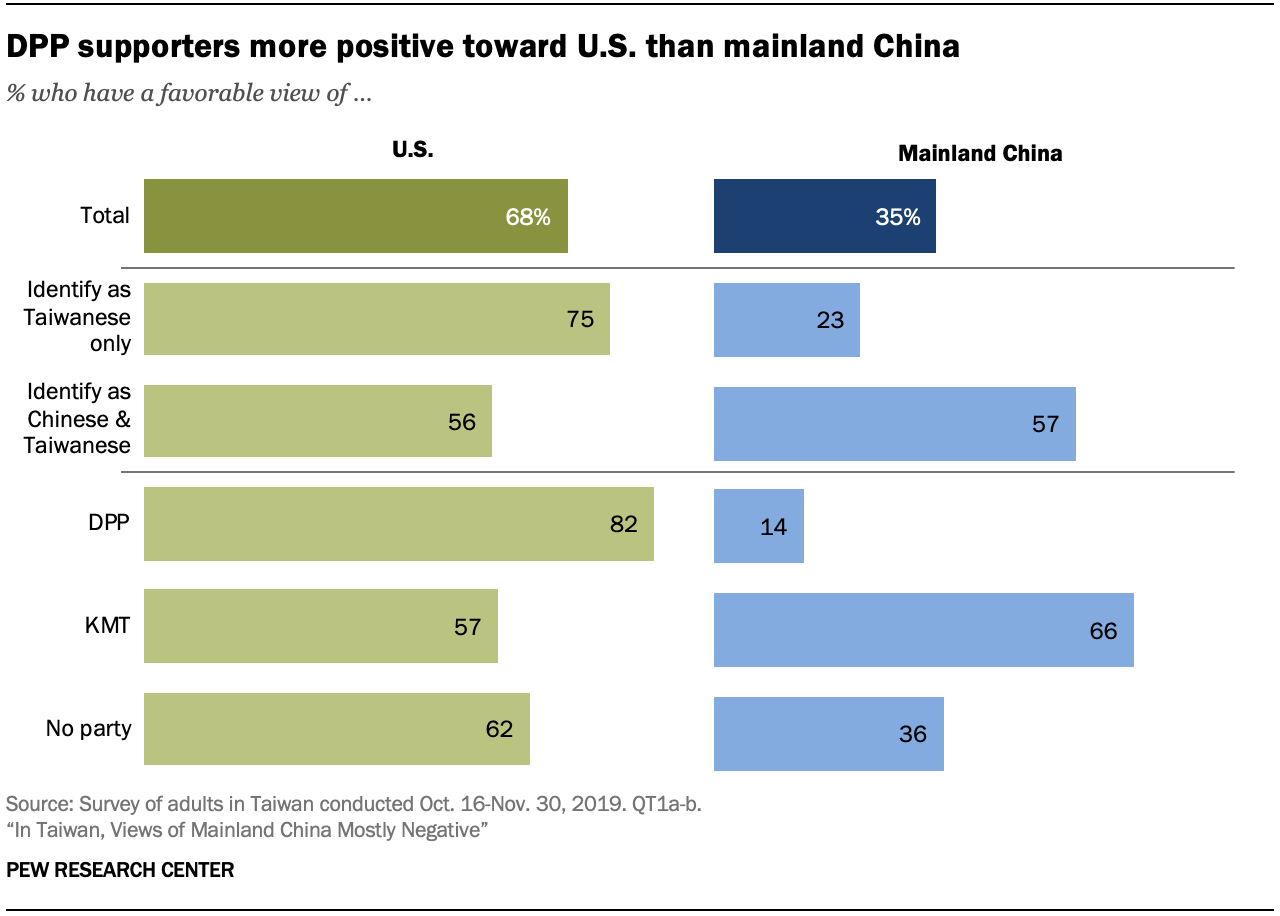 DPP supporters more positive toward U.S. than mainland China
% who have a favorable view of ...
U.S.
Mainland China
Total
68%
35%
Identify as
Taiwanese
only
75
23
Identify as
Chinese &
Taiwanese
56
57
DPP
82
14
KMT
57
66
No party
62
36
Source: Survey of adults in Taiwan conducted Oct. 16-Nov. 30, 2019. QT1a-b.
“In Taiwan, Views of Mainland China Mostly Negative”
PEW RESEARCH CENTER